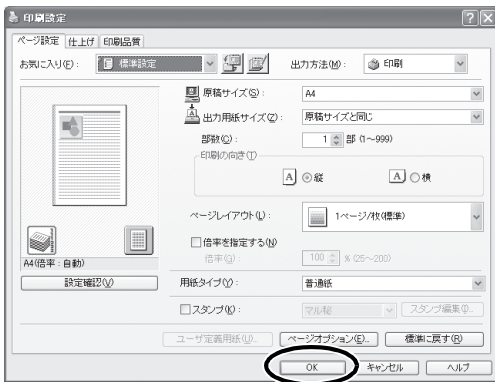 印刷設定
ページ設定 仕上げ 印刷品質
お気に入り(F): 標準設定 出力方法(M): 印刷
原稿サイズ(S): A4
出力用紙サイズ(Z): 原稿サイズと同じ
部数(C): 1 部 (1~999)
印刷の向き(T)
A 縦 A 横
ページレイアウト(L): 1ページ/枚(標準)
倍率を指定する(N)
倍率(G): 100 % (25~200)
A4(倍率:自動)
設定確認(V) 用紙タイプ(Y): 普通紙
スタンプ(K): マル秘 スタンプ編集(I)...
ユーザ定義用紙(U)... ページオプション(E)... 標準に戻す(R)
OK キャンセル ヘルプ